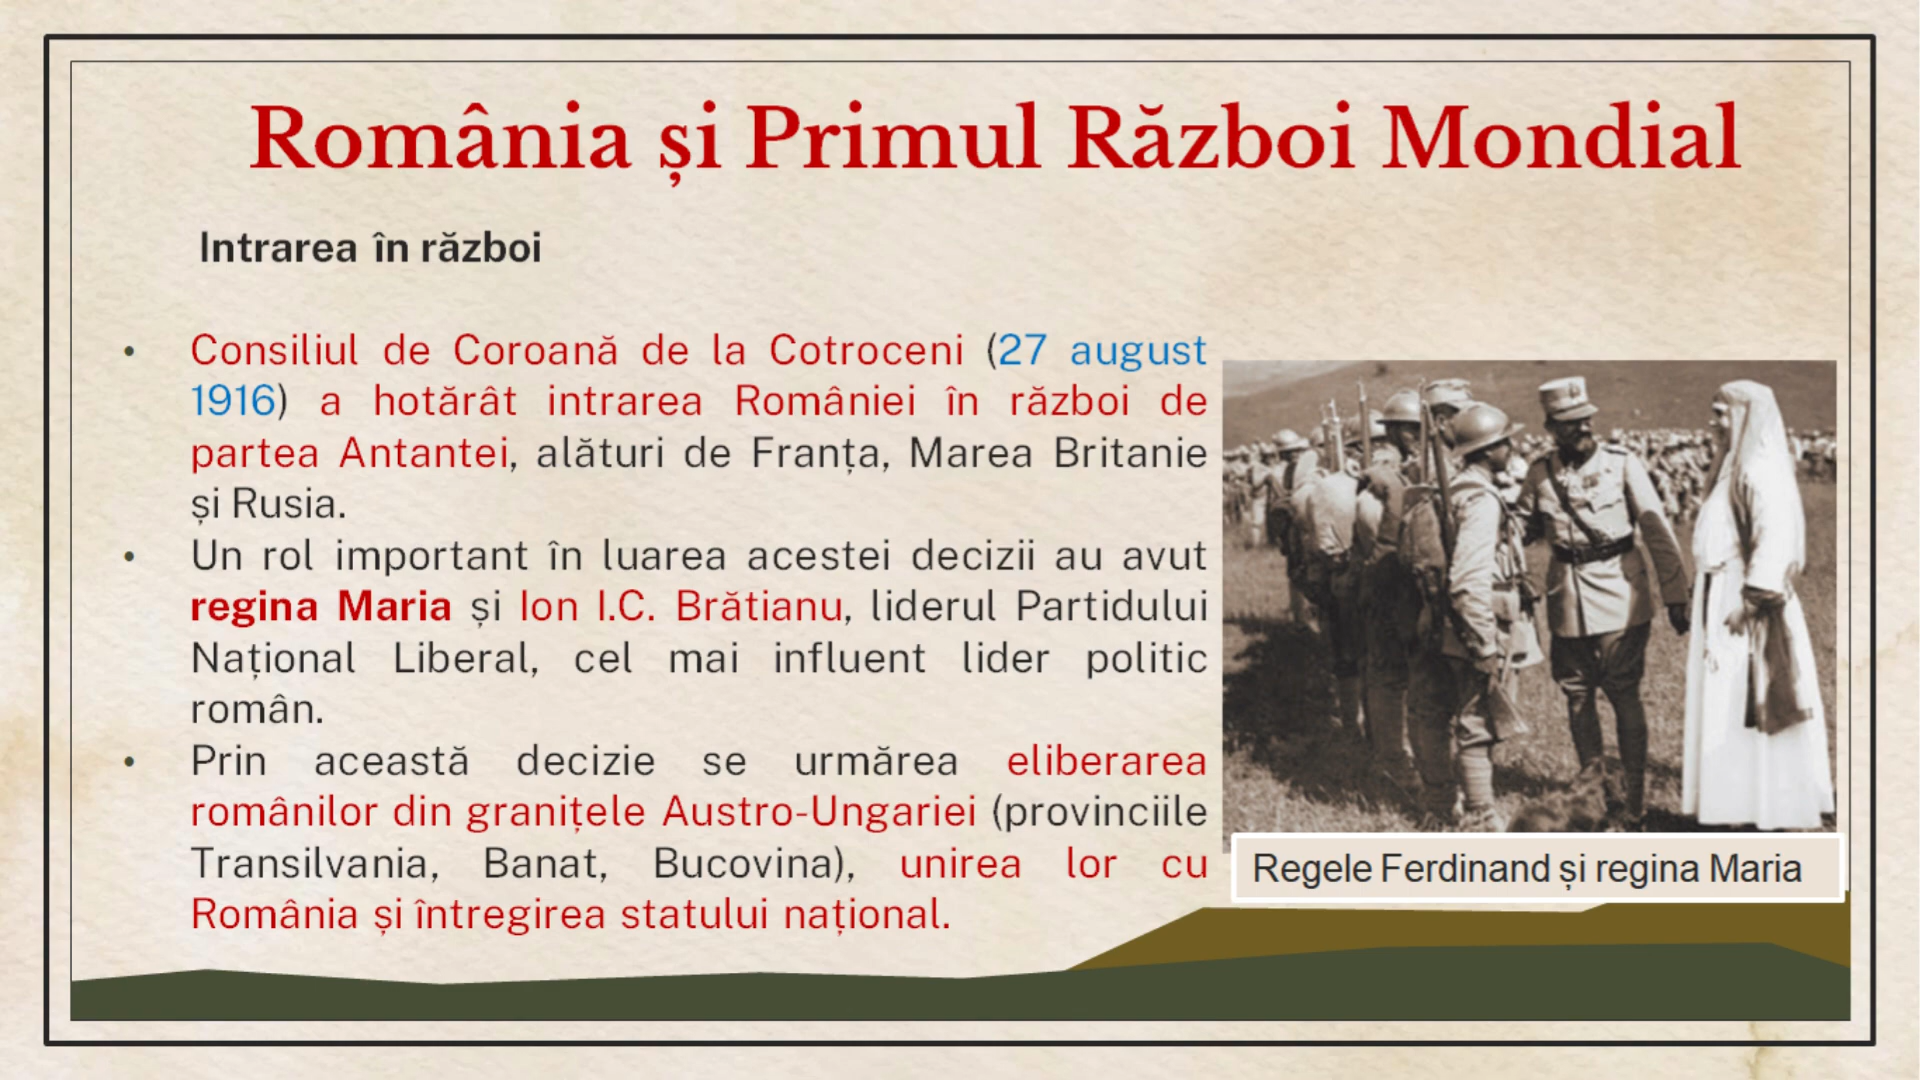 România și Primul Război Mondial
Intrarea în război
• Consiliul de Coroană de la Cotroceni (27 august
1916) a hotărât intrarea României în război de
partea Antantei, alături de Franța, Marea Britanie
și Rusia.
• Un rol important în luarea acestei decizii au avut
regina Maria și Ion I.C. Brătianu, liderul Partidului
Național Liberal, cel mai influent lider politic
român.
• Prin această decizie se urmărea eliberarea
românilor din granițele Austro-Ungariei (provinciile
Transilvania, Banat, Bucovina), unirea lor cu
România și întregirea statului național.
Regele Ferdinand și regina Maria